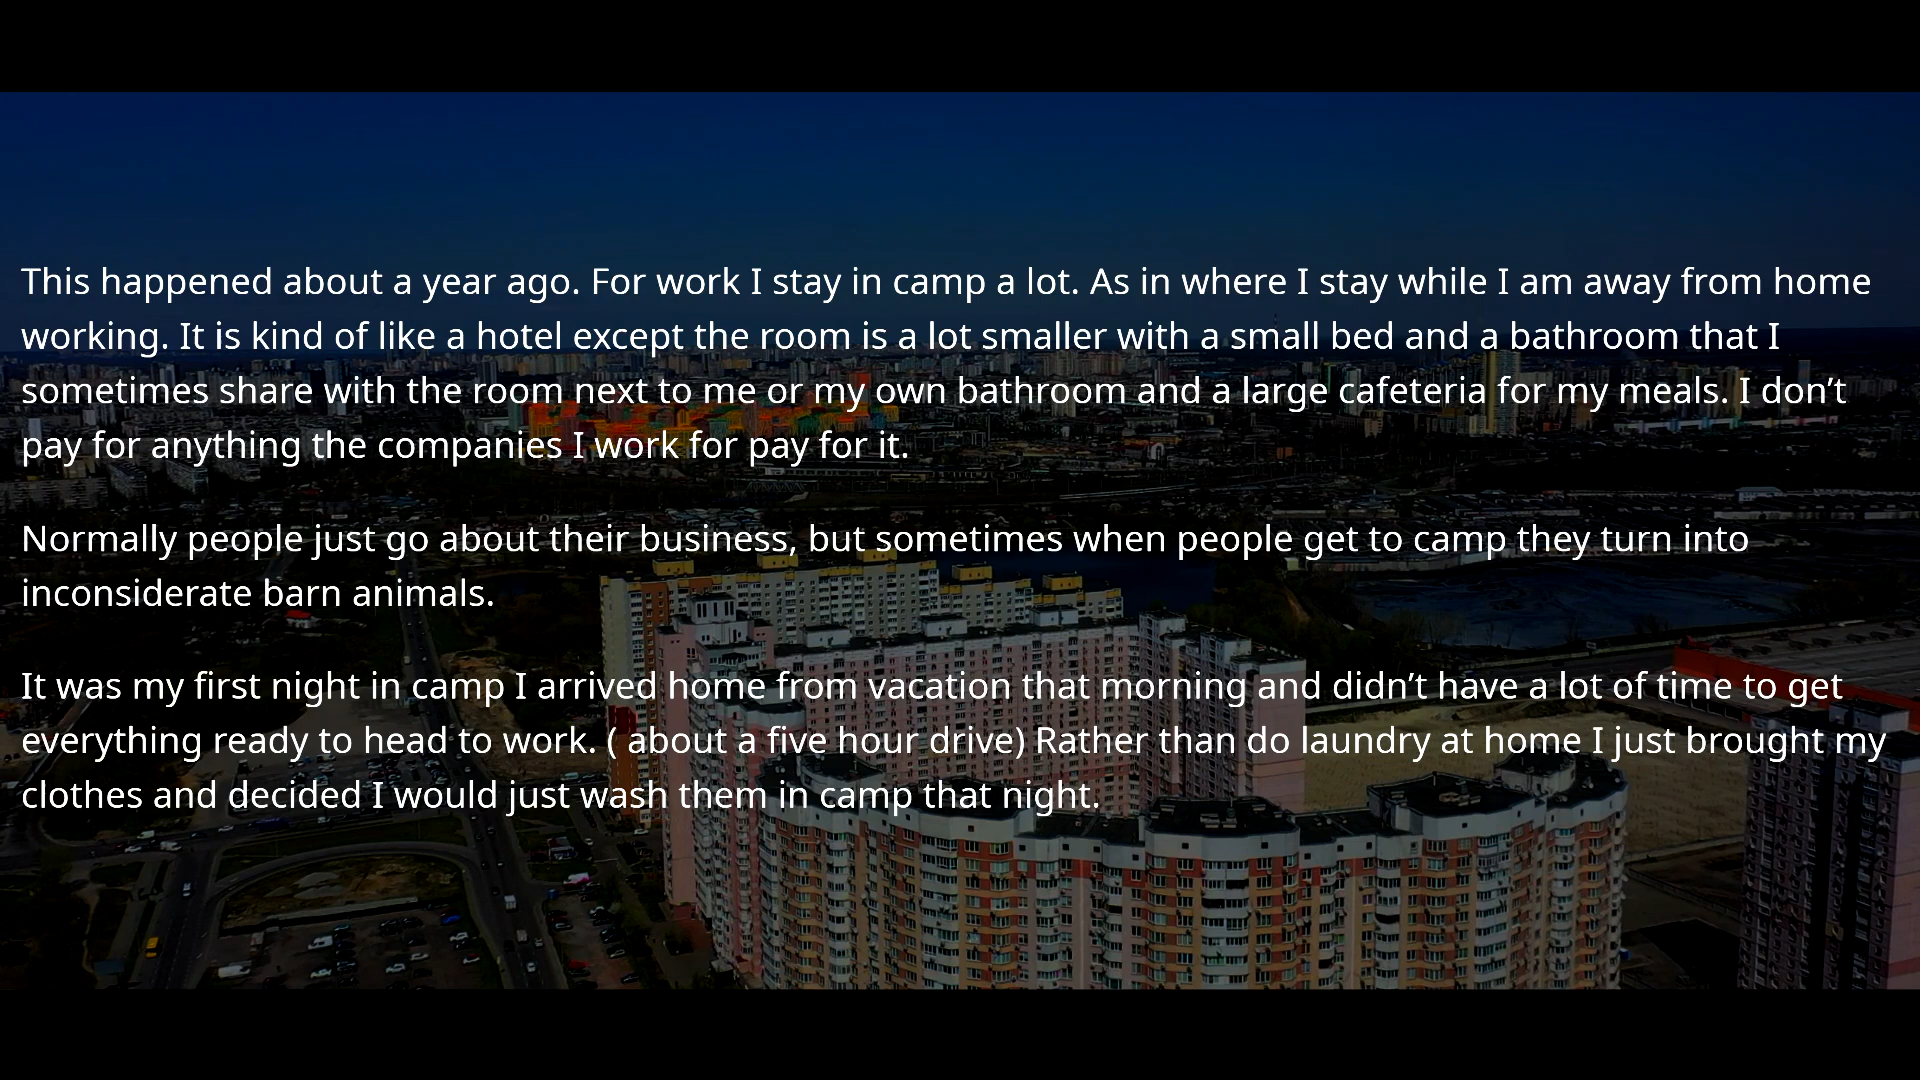 This happened about a year ago. For work I stay in camp a lot. As in where I stay while I am away from home
working. It is kind of like a hotel except the room is a lot smaller with a small bed and a bathroom that I
sometimes share with the room next to me or my own bathroom and a large cafeteria for my meals. I don’t
pay for anything the companies I work for pay for it.
Normally people just go about their business, but sometimes when people get to camp they turn into
inconsiderate barn animals.
It was my first night in camp I arrived home from vacation that morning and didn’t have a lot of time to get
everything ready to head to work. ( about a five hour drive) Rather than do laundry at home I just brought my
clothes and decided I would just wash them in camp that night.